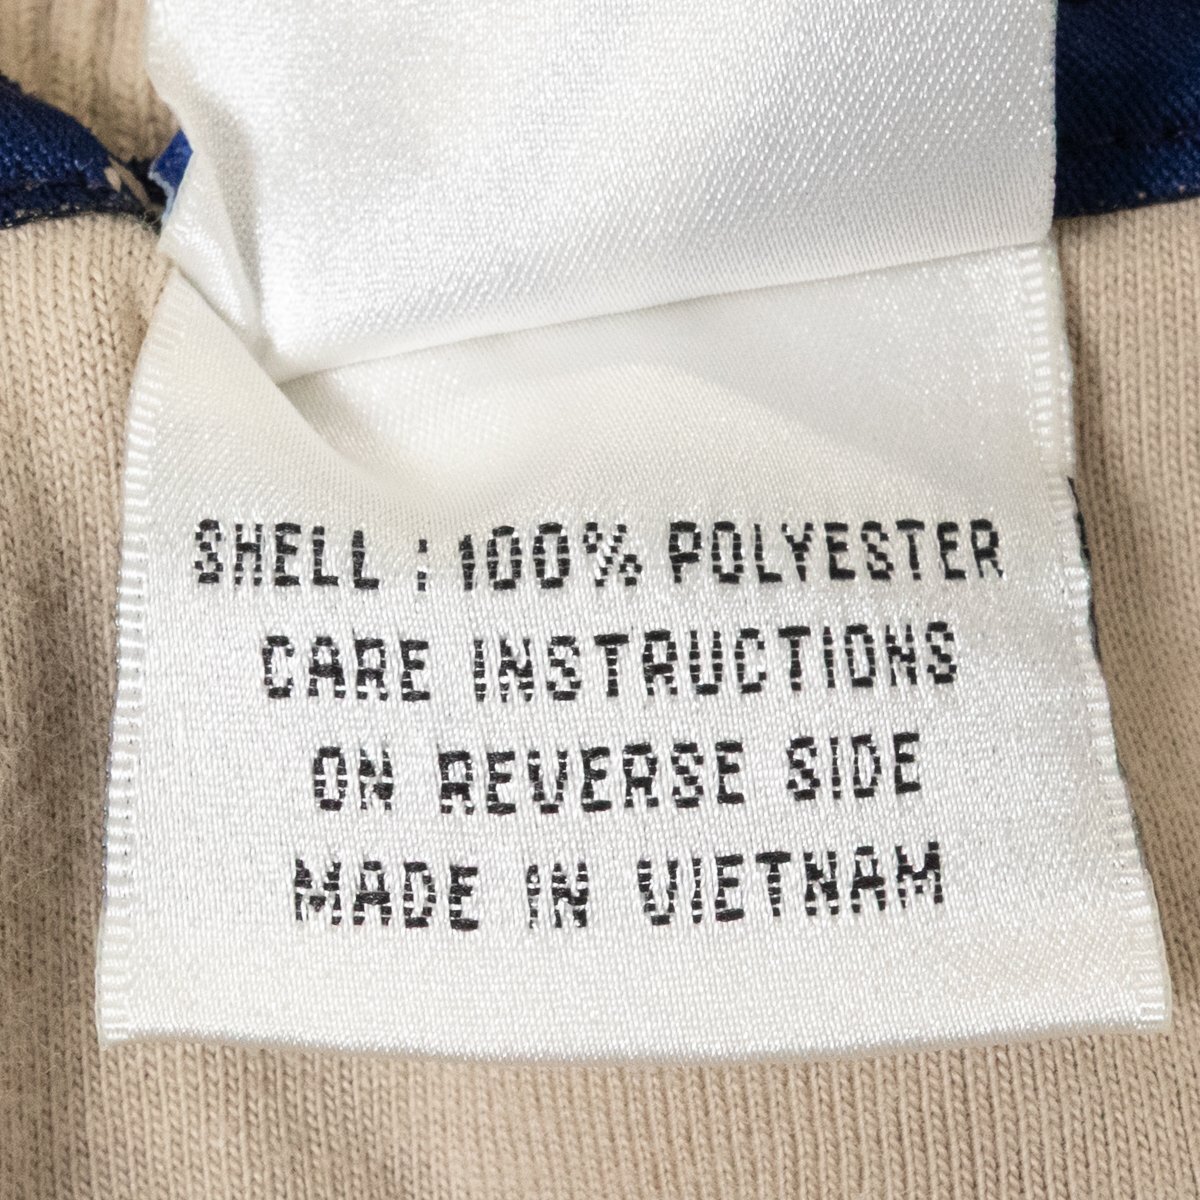 SHELL : 100% POLYESTER
CARE INSTRUCTIONS
ON REVERSE SIDE
MADE IN VIETNAM